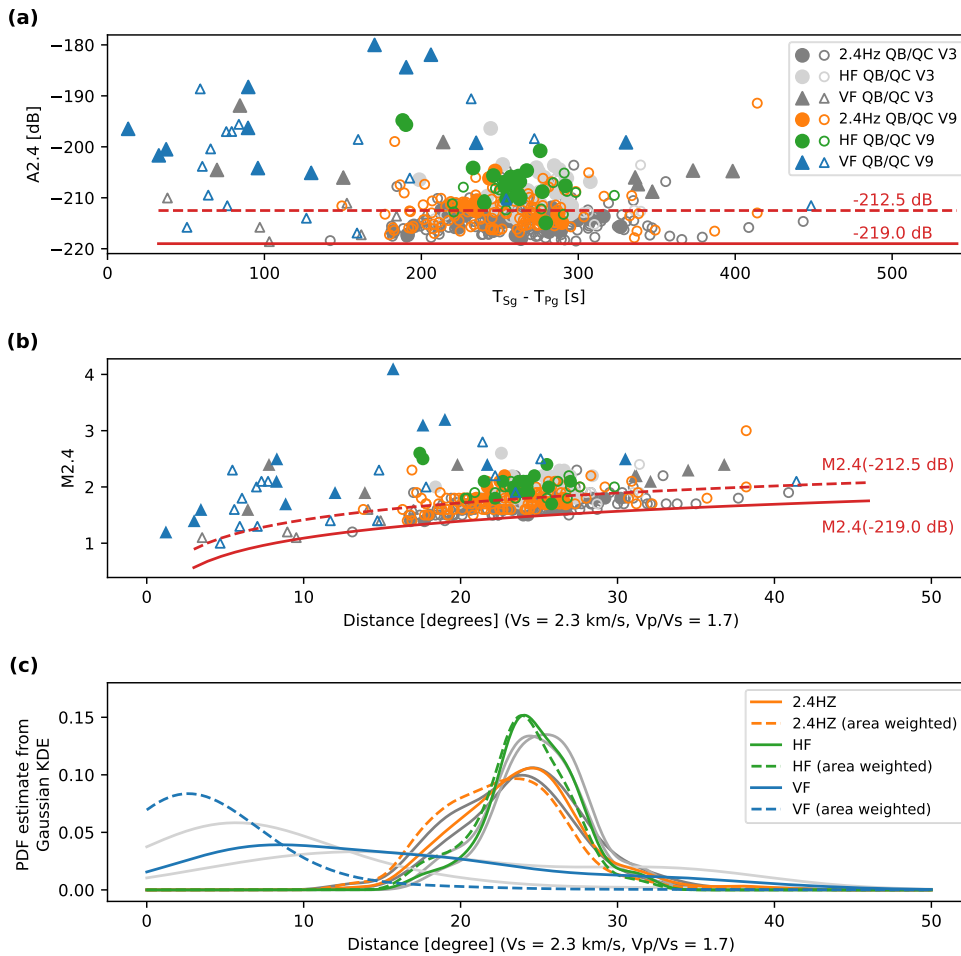 (a)
−180
−190
−200
−210
−220
A2.4 [dB]
2.4Hz QB/QC V3
HF QB/QC V3
VF QB/QC V3
2.4Hz QB/QC V9
HF QB/QC V9
VF QB/QC V9
-212.5 dB
-219.0 dB
0 100 200 300 400 500
T_Sg - T_Pg [s]
(b)
4
3
2
1
M2.4
M2.4(-212.5 dB)
M2.4(-219.0 dB)
0 10 20 30 40 50
Distance [degrees] (Vs = 2.3 km/s, Vp/Vs = 1.7)
(c)
0.15
0.10
0.05
0.00
PDF estimate from
Gaussian KDE
2.4HZ
2.4HZ (area weighted)
HF
HF (area weighted)
VF
VF (area weighted)
0 10 20 30 40 50
Distance [degree] (Vs = 2.3 km/s, Vp/Vs = 1.7)